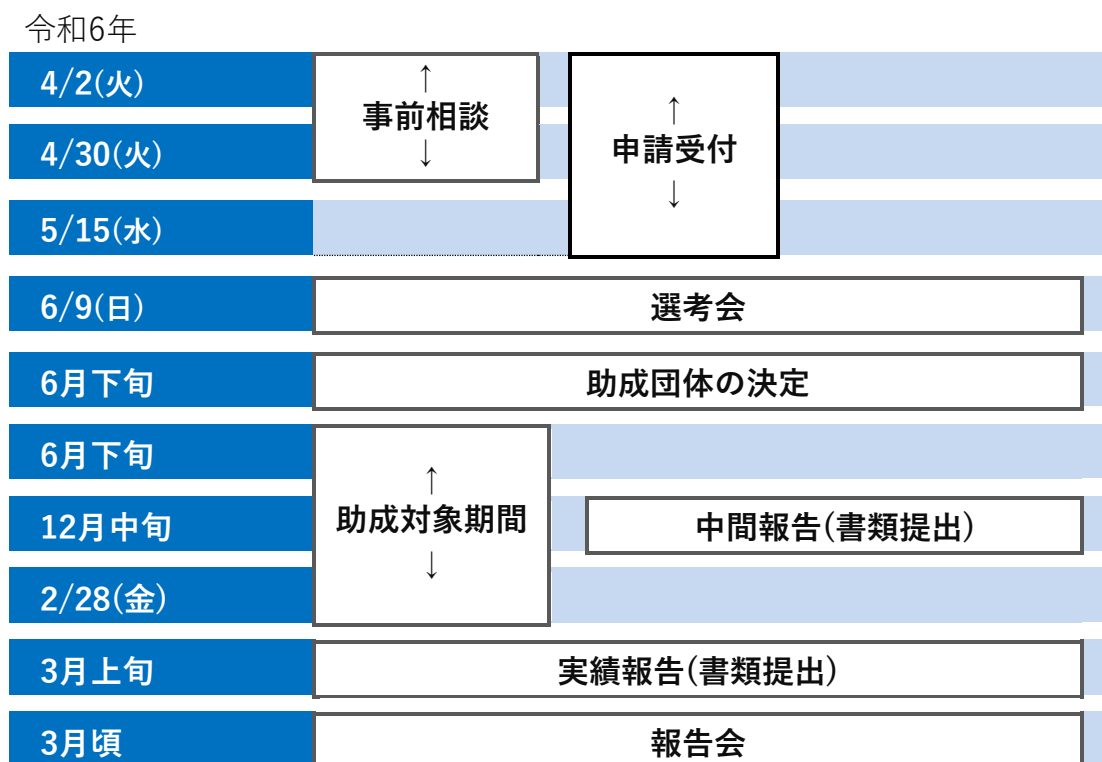 令和6年
4/2(火)
↑
事前相談
↓
↑
申請受付
↓
4/30(火)
5/15(水)
6/9(日)
選考会
6月下旬
助成団体の決定
6月下旬
↑
助成対象期間
↓
12月中旬
中間報告(書類提出)
2/28(金)
3月上旬
実績報告(書類提出)
3月頃
報告会